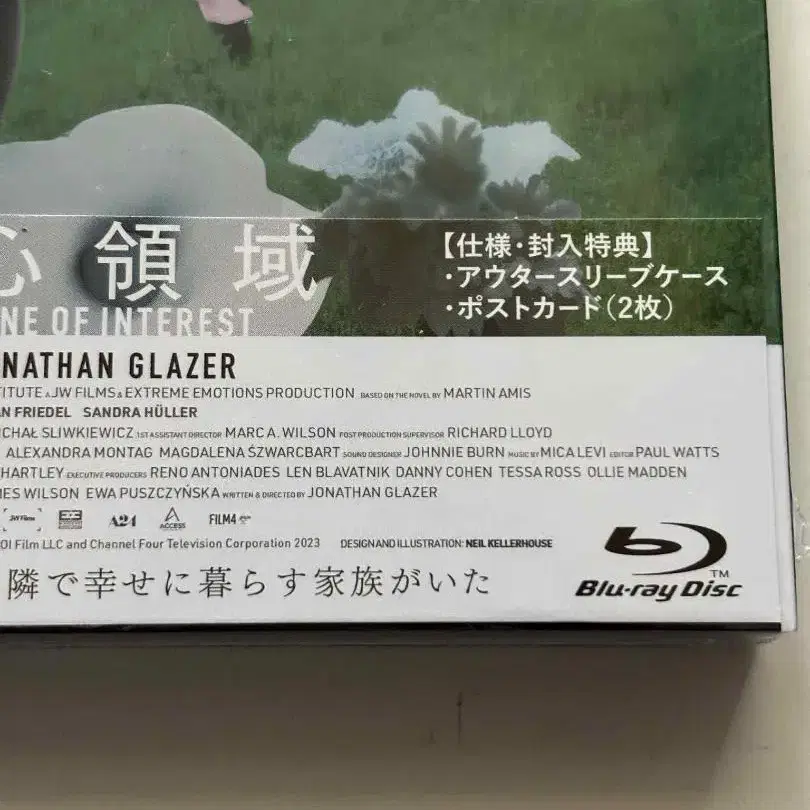 心領域
NE OF INTEREST
【仕様・封入特典】
・アウタースリーブケース
・ポストカード(2枚)
NATHAN GLAZER
TITUTE & JW FILMS & EXTREME EMOTIONS PRODUCTION BASED ON THE NOVEL BY MARTIN AMIS
AN FRIEDEL SANDRA HÜLLER
ICHAŁ SLIWKIEWICZ 1ST ASSISTANT DIRECTOR MARC A. WILSON POST PRODUCTION SUPERVISOR RICHARD LLOYD
ALEXANDRA MONTAG MAGDALENA SZWARCBART SOUND DESIGNER JOHNNIE BURN MUSIC BY MICA LEVI EDITOR PAUL WATTS
HARTLEY EXECUTIVE PRODUCERS RENO ANTONIADES LEN BLAVATNIK DANNY COHEN TESSA ROSS OLLIE MADDEN
MES WILSON EWA PUSZCZYŃSKA WRITTEN & DIRECTED BY JONATHAN GLAZER
JW Films A24 ACCESS FILM4
OI Film LLC and Channel Four Television Corporation 2023 DESIGN AND ILLUSTRATION: NEIL KELLERHOUSE
隣で幸せに暮らす家族がいた
Blu-ray Disc™